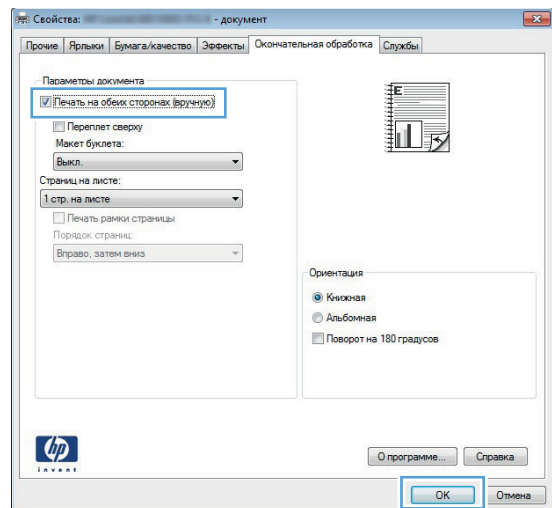 Свойства: - документ
Прочие Ярлыки Бумага/качество Эффекты Окончательная обработка Службы
Параметры документа
Печать на обеих сторонах (вручную)
Переплет сверху
Макет буклета:
Выкл.
Страниц на листе:
1 стр. на листе
Печать рамки страницы
Порядок страниц:
Вправо, затем вниз
E
Ориентация
Книжная
Альбомная
Поворот на 180 градусов
hp
invent
О программе... Справка
OK Отмена